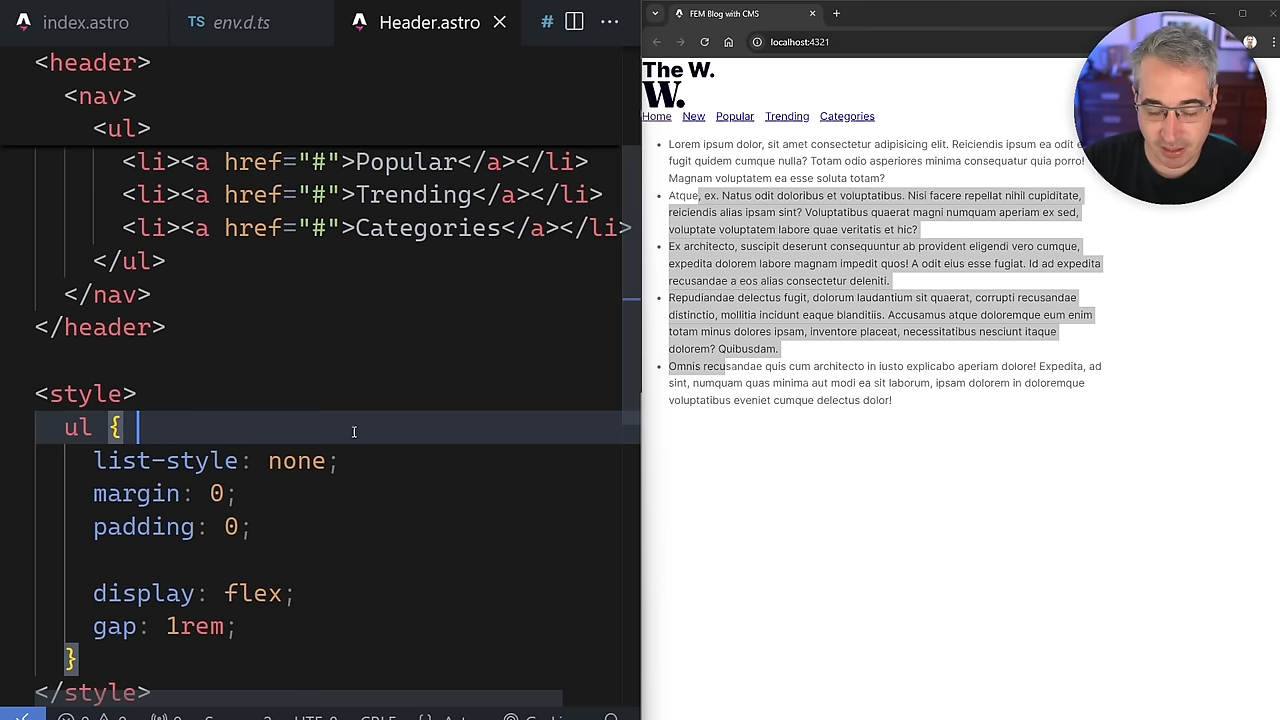 index.astro
TS env.d.ts
Header.astro
<header>
<nav>
<ul>
<li><a href="#">Popular</a></li>
<li><a href="#">Trending</a></li>
<li><a href="#">Categories</a></li>
</ul>
</nav>
</header>
<style>
ul {
list-style: none;
margin: 0;
padding: 0;
display: flex;
gap: 1rem;
}
</style>
FEM Blog with CMS
localhost:4321
The W.
W.
Home New Popular Trending Categories
Lorem ipsum dolor, sit amet consectetur adipisicing elit. Reiciendis ipsum ea odit e
fugit quidem cumque nulla? Totam odio asperiores minima consequatur quia porro!
Magnam voluptatem ea esse soluta totam?
Atque, ex. Natus odit doloribus et voluptatibus. Nisi facere repellat nihil cupiditate,
reiciendis alias ipsam sint? Voluptatibus quaerat magni numquam aperiam ex sed,
voluptate voluptatem labore quae veritatis et hic?
Ex architecto, suscipit deserunt consequuntur ab provident eligendi vero cumque,
expedita dolorem labore magnam impedit quos! A odit eius esse fugiat. Id ad expedita
recusandae a eos alias consectetur deleniti.
Repudiandae delectus fugit, dolorum laudantium sit quaerat, corrupti recusandae
distinctio, mollitia incidunt eaque blanditiis. Accusamus atque doloremque eum enim
totam minus dolores ipsam, inventore placeat, necessitatibus nesciunt itaque
dolorem? Quibusdam.
Omnis recusandae quis cum architecto in iusto explicabo aperiam dolore! Expedita, ad
sint, numquam quas minima aut modi ea sit laborum, ipsam dolorem in doloremque
voluptatibus eveniet cumque delectus dolor!